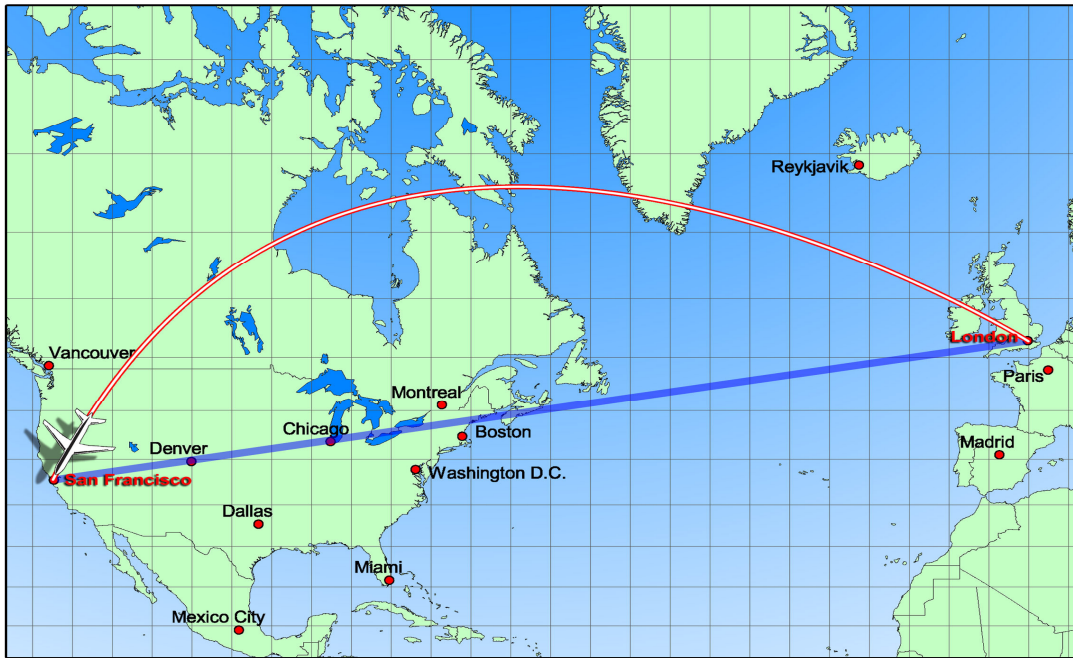 Reykjavik
London
Vancouver
Paris
Montreal
Chicago
Boston
Denver
Madrid
San Francisco
Washington D.C.
Dallas
Miami
Mexico City